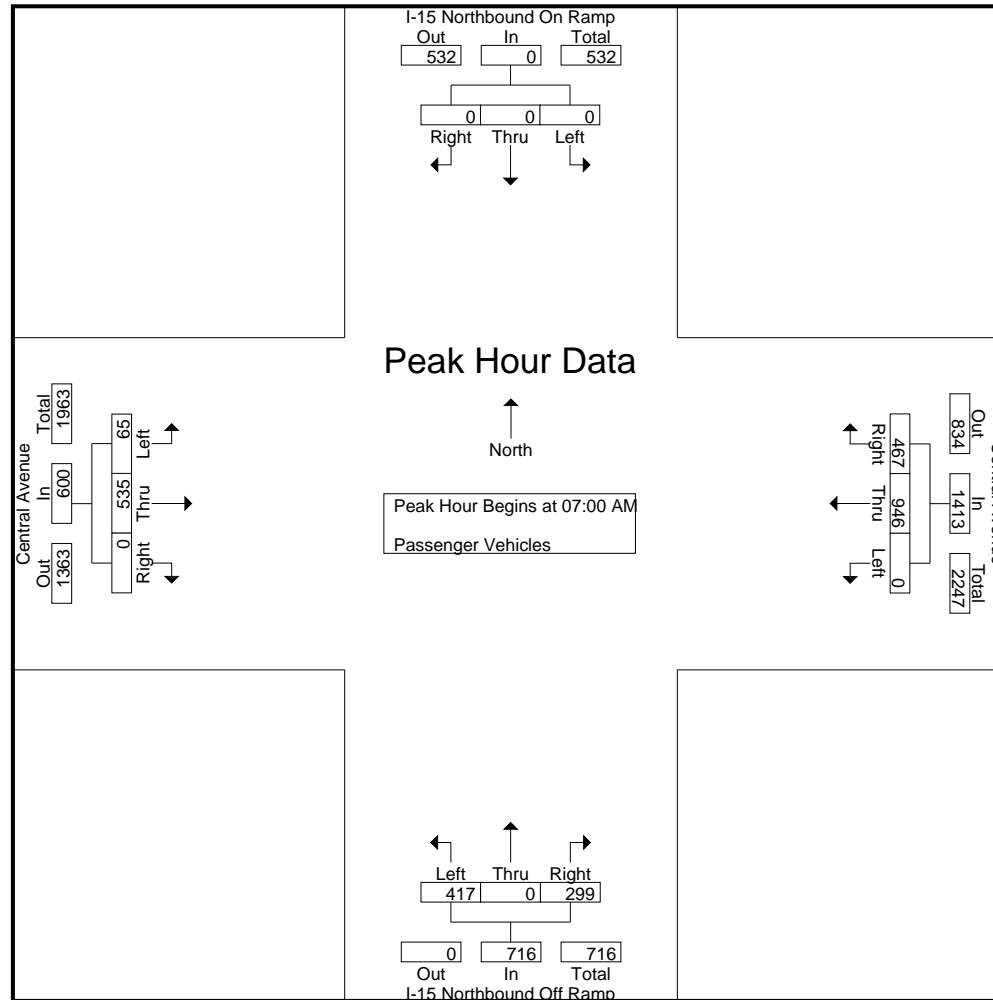 I-15 Northbound On Ramp
Out In Total
532 0 532
0 0 0
Right Thru Left
Peak Hour Data
North
Peak Hour Begins at 07:00 AM
Passenger Vehicles
Central Avenue
Total In Out
1963 600 1363
65 535 0
Left Thru Right
Out In Total
834 1413 2247
467 946 0
Right Thru Left
Left Thru Right
417 0 299
0 716 716
Out In Total
I-15 Northbound Off Ramp